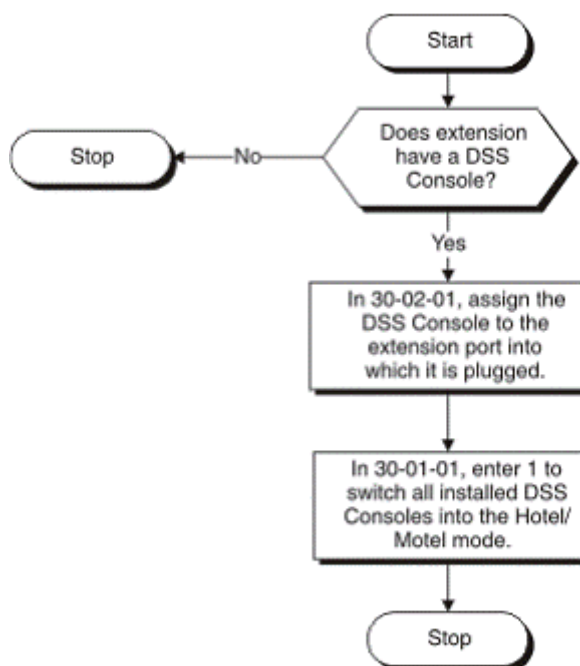 Start
Does extension
have a DSS
Console?
No
Stop
Yes
In 30-02-01, assign the
DSS Console to the
extension port into
which it is plugged.
In 30-01-01, enter 1 to
switch all installed DSS
Consoles into the Hotel/
Motel mode.
Stop